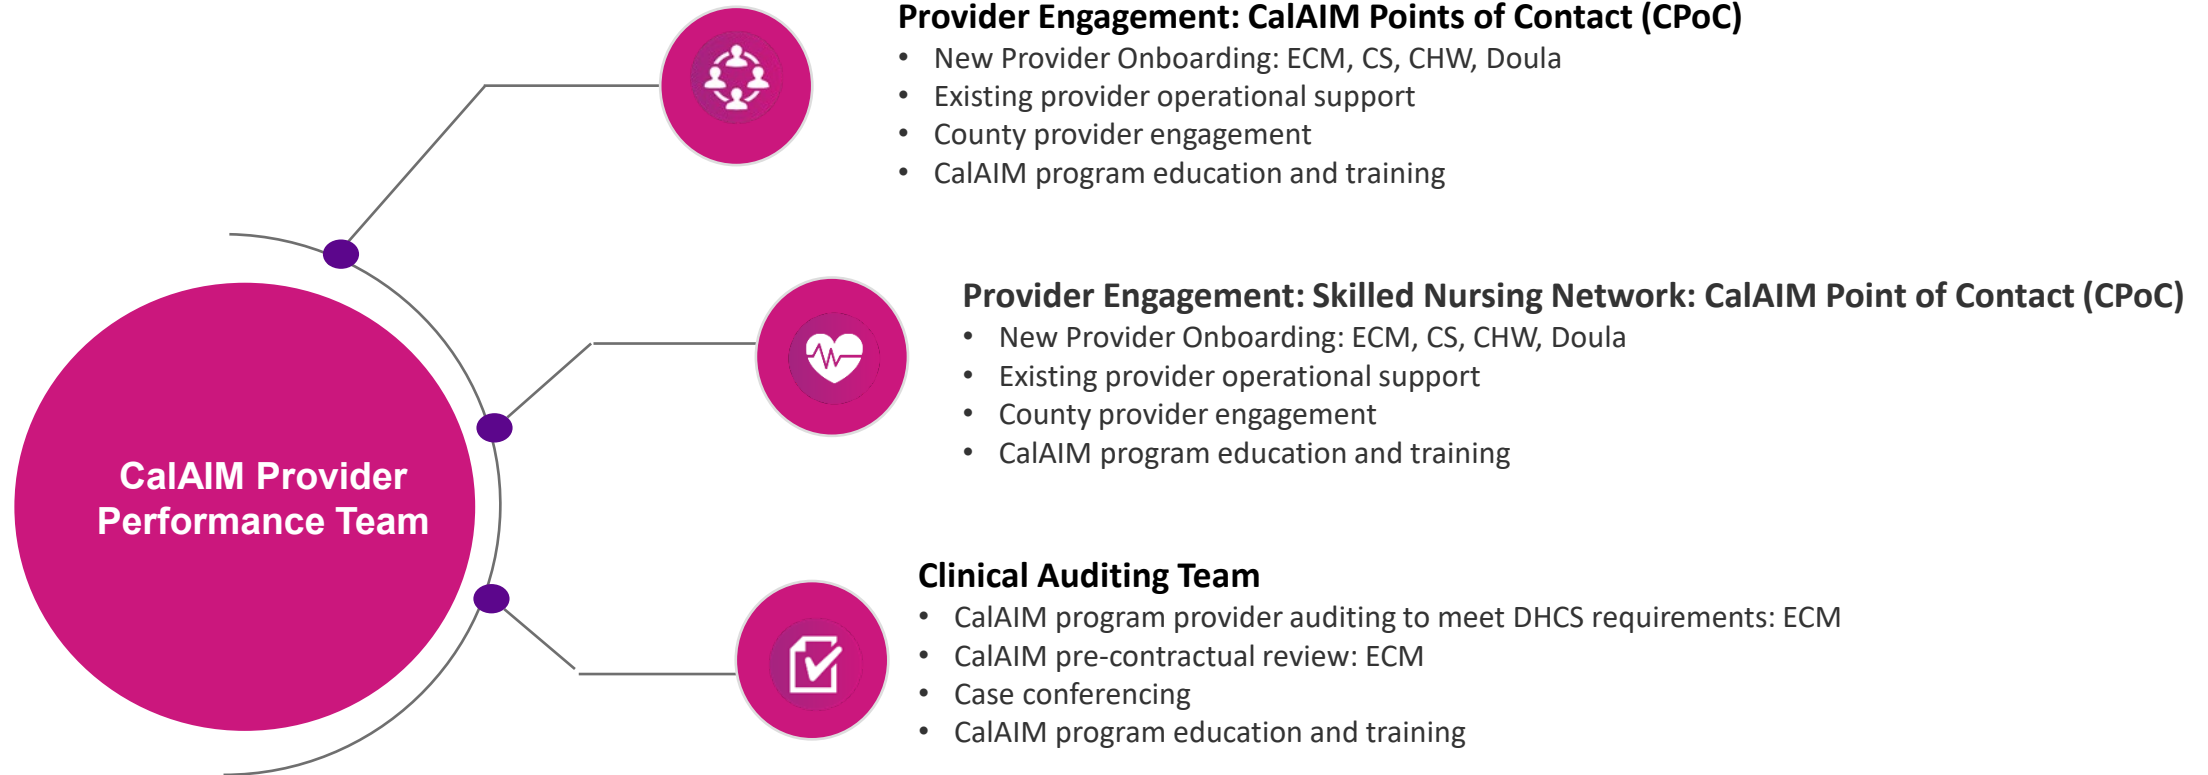 Provider Engagement: CalAIM Points of Contact (CPoC)
• New Provider Onboarding: ECM, CS, CHW, Doula
• Existing provider operational support
• County provider engagement
• CalAIM program education and training
Provider Engagement: Skilled Nursing Network: CalAIM Point of Contact (CPoC)
• New Provider Onboarding: ECM, CS, CHW, Doula
• Existing provider operational support
• County provider engagement
• CalAIM program education and training
CalAIM Provider
Performance Team
Clinical Auditing Team
• CalAIM program provider auditing to meet DHCS requirements: ECM
• CalAIM pre-contractual review: ECM
• Case conferencing
• CalAIM program education and training